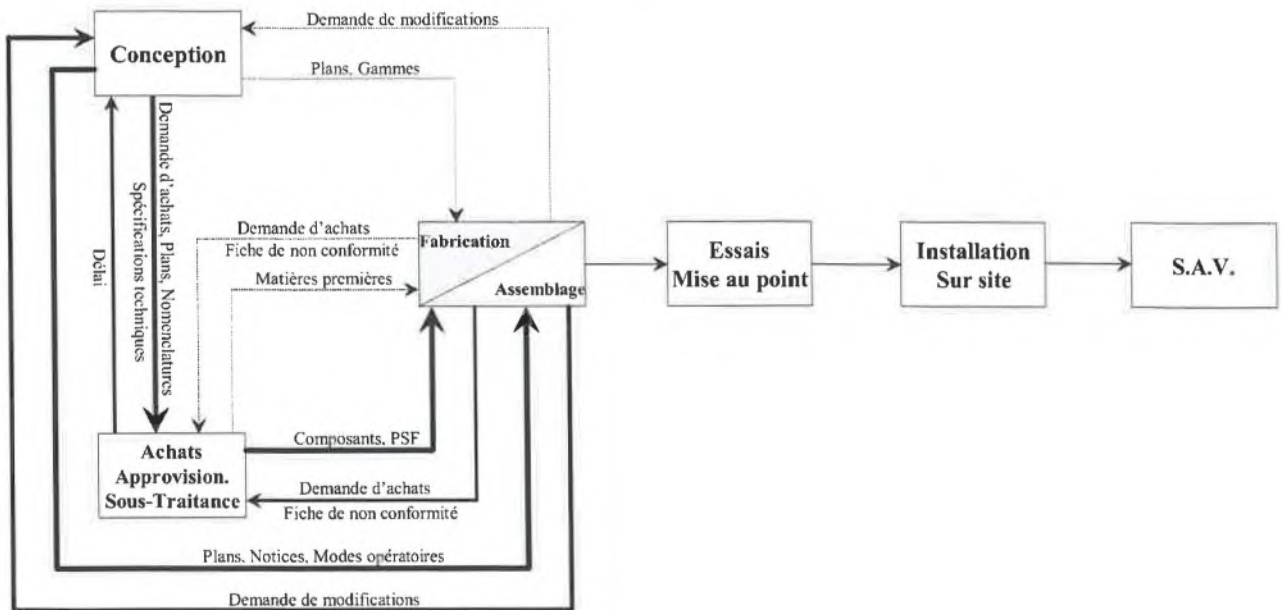 Demande de modifications
Conception
Plans, Gammes
Demande d'achats, Plans, Nomenclatures
Spécifications techniques
Délai
Demande d'achats
Fiche de non conformité
Matières premières
Fabrication
Assemblage
Essais
Mise au point
Installation
Sur site
S.A.V.
Achats
Approvision.
Sous-Traitance
Composants, PSF
Demande d'achats
Fiche de non conformité
Plans, Notices, Modes opératoires
Demande de modifications